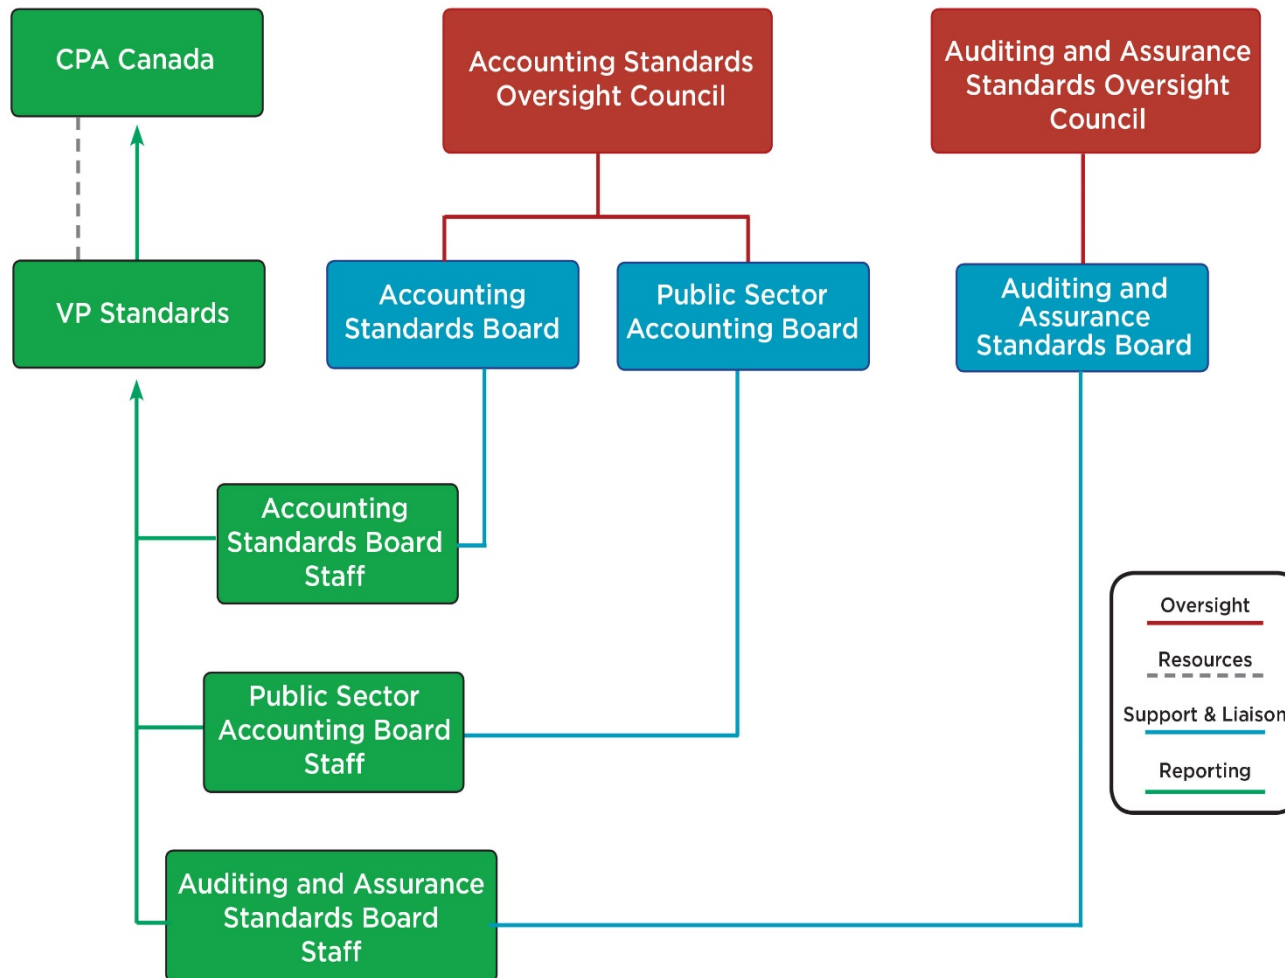 CPA Canada
Accounting Standards
Oversight Council
Auditing and Assurance
Standards Oversight
Council
VP Standards
Accounting
Standards Board
Public Sector
Accounting Board
Auditing and
Assurance
Standards Board
Accounting
Standards Board
Staff
Public Sector
Accounting Board
Staff
Auditing and Assurance
Standards Board
Staff
Oversight
Resources
Support & Liaison
Reporting